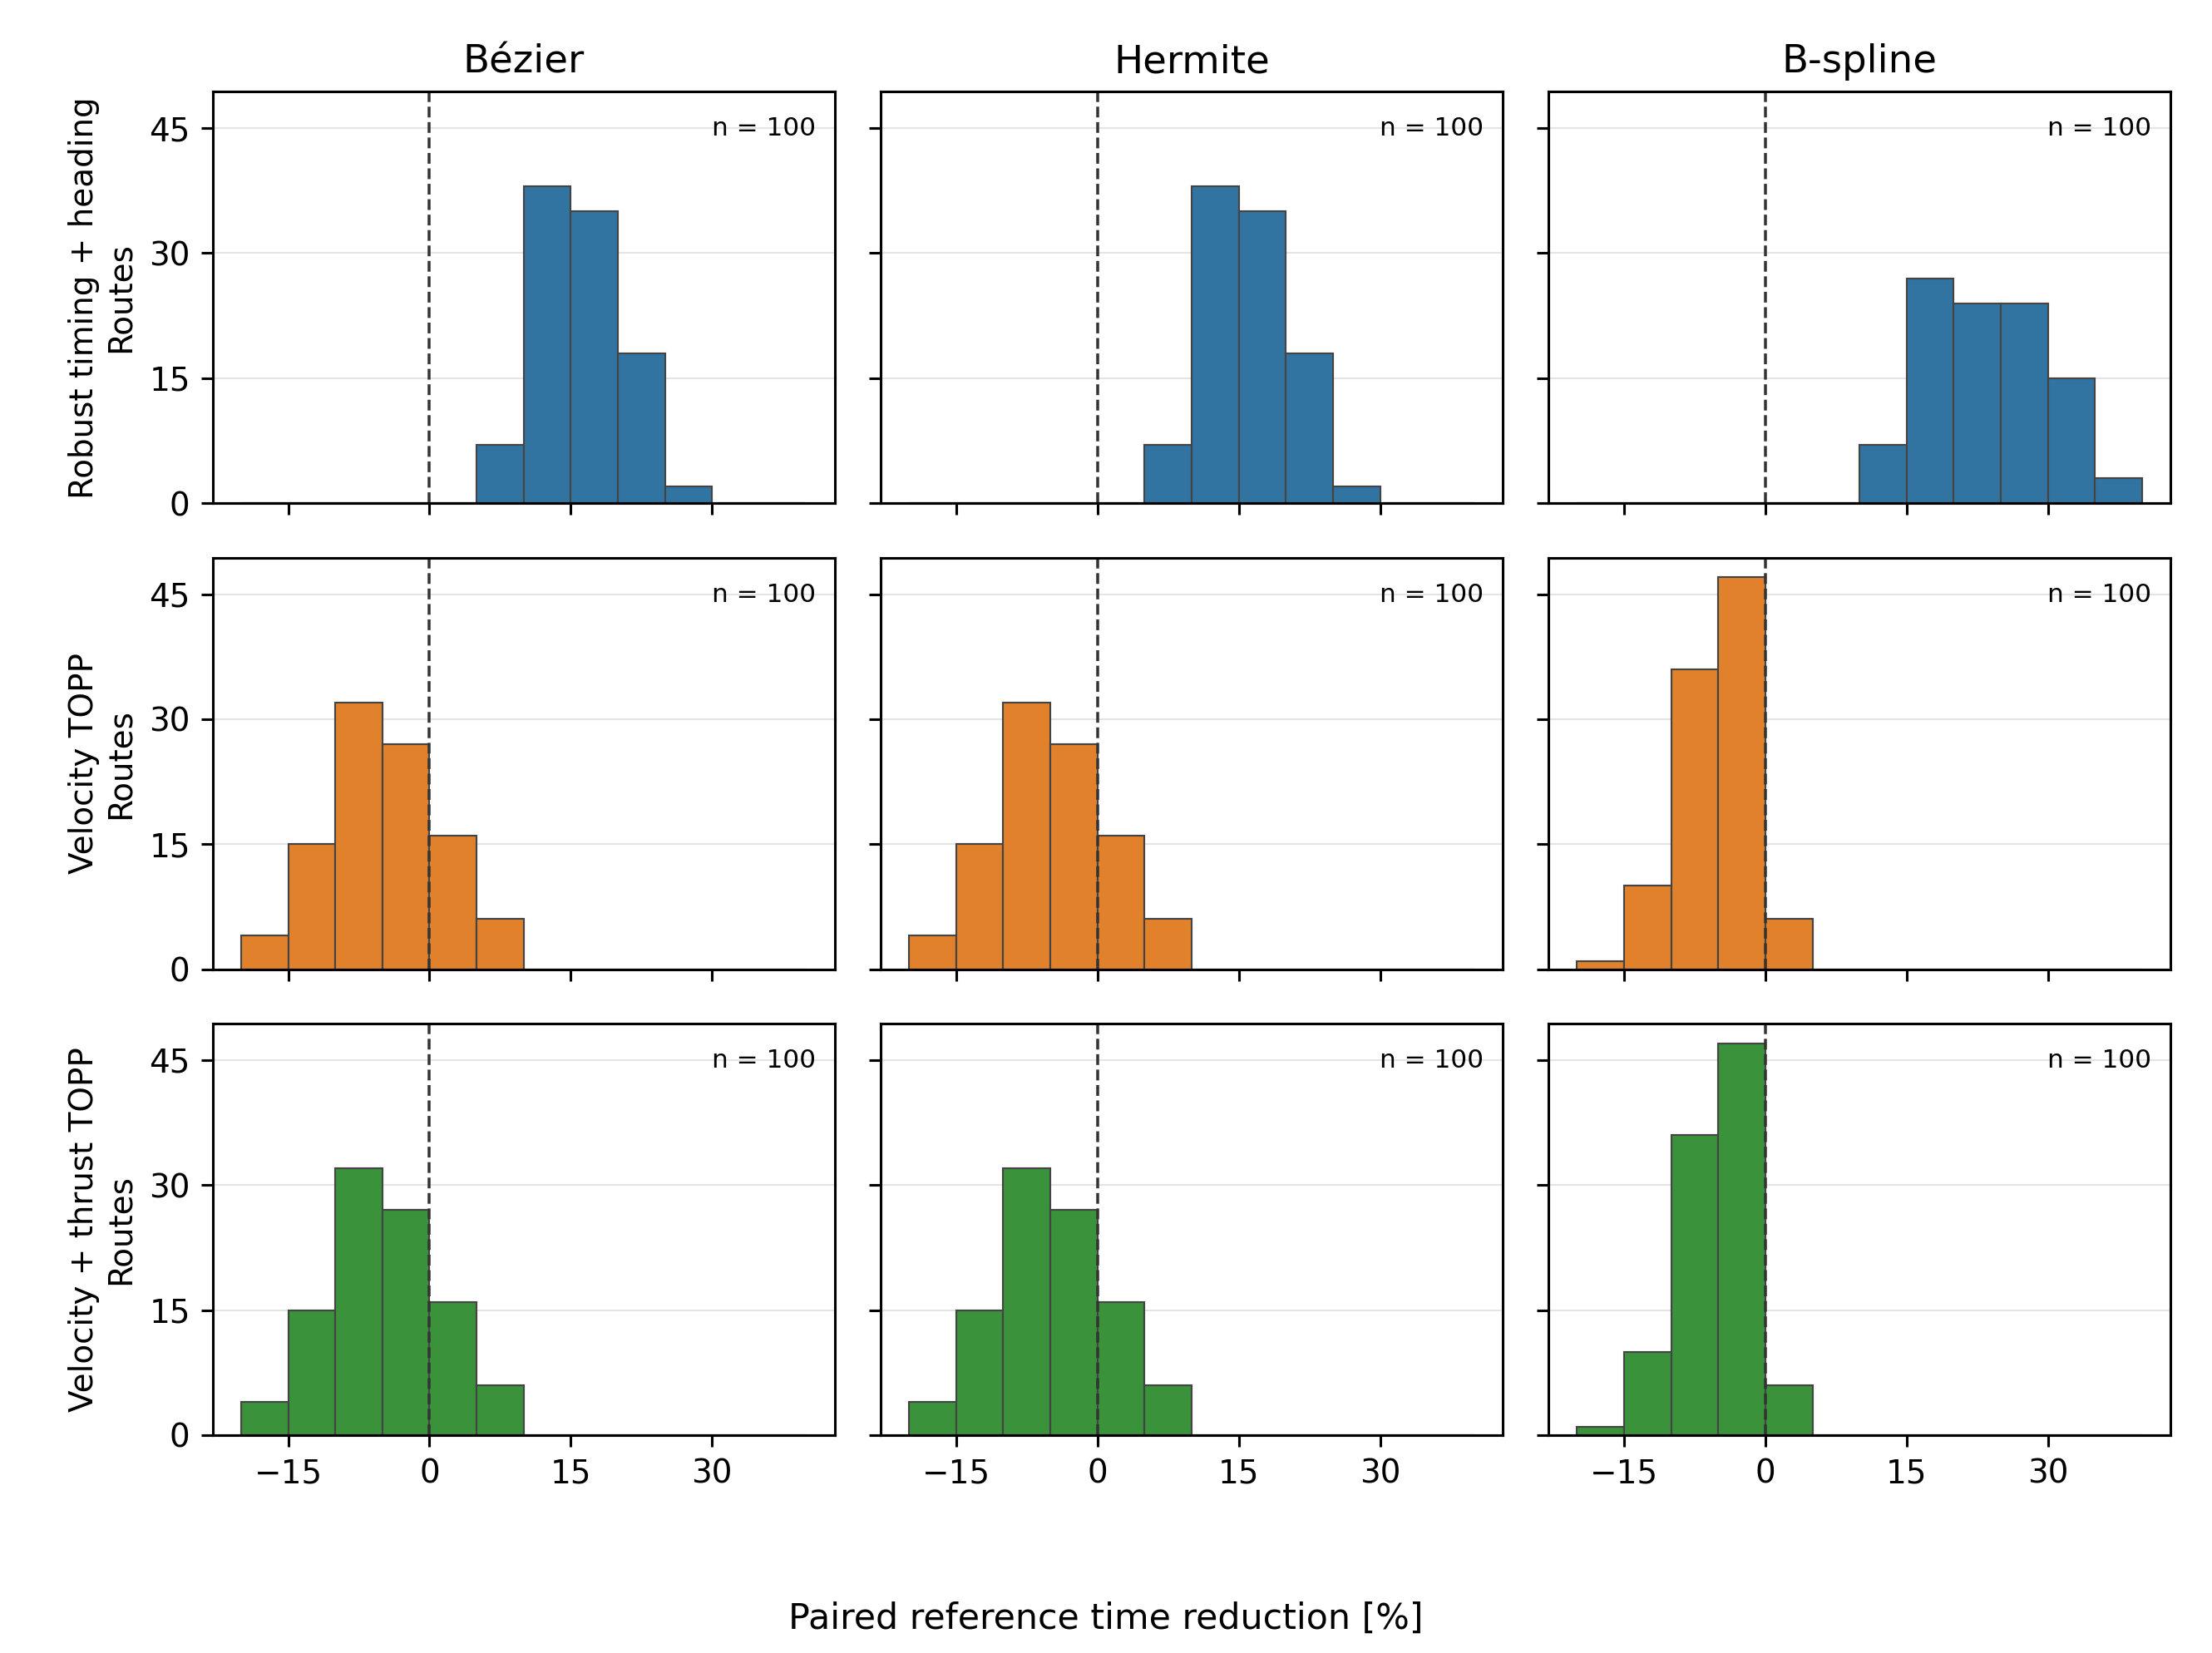 Bézier
Hermite
B-spline
Robust timing + heading
Routes
45
30
15
0
n = 100
n = 100
n = 100
Velocity TOPP
Routes
45
30
15
0
n = 100
n = 100
n = 100
Velocity + thrust TOPP
Routes
45
30
15
0
n = 100
n = 100
n = 100
−15 0 15 30
−15 0 15 30
−15 0 15 30
Paired reference time reduction [%]